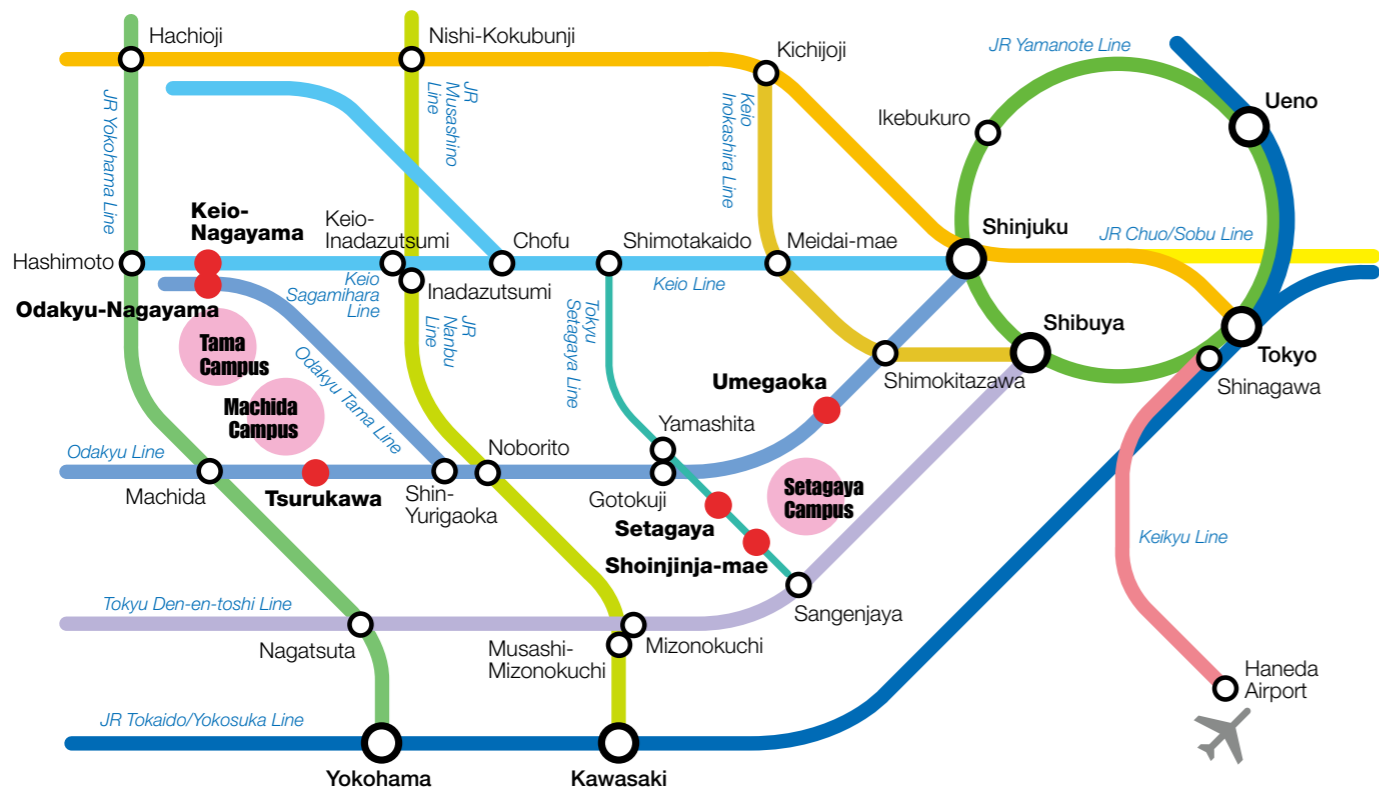 Hachioji
Nishi-Kokubunji
Kichijoji
JR Yamanote Line
Ueno
Ikebukuro
JR Yokohama Line
JR
Musashino
Line
Keio
Inokashira Line
Keio-
Nagayama
Keio-
Inadazutsumi
Chofu
Shimotakaido
Meidai-mae
Shinjuku
JR Chuo/Sobu Line
Hashimoto
Keio
Sagamihara
Line
Inadazutsumi
Keio Line
Odakyu-Nagayama
Tama
Campus
JR
Nanbu
Line
Tokyu
Setagaya Line
Shibuya
Tokyo
Shinagawa
Shimokitazawa
Umegaoka
Machida
Campus
Odakyu Tama Line
Yamashita
Odakyu Line
Noborito
Machida
Tsurukawa
Shin-
Yurigaoka
Gotokuji
Setagaya
Campus
Setagaya
Shoinjinja-mae
Keikyu Line
Tokyu Den-en-toshi Line
Sangenjaya
Nagatsuta
Musashi-
Mizonokuchi
Mizonokuchi
Haneda
Airport
JR Tokaido/Yokosuka Line
Yokohama
Kawasaki